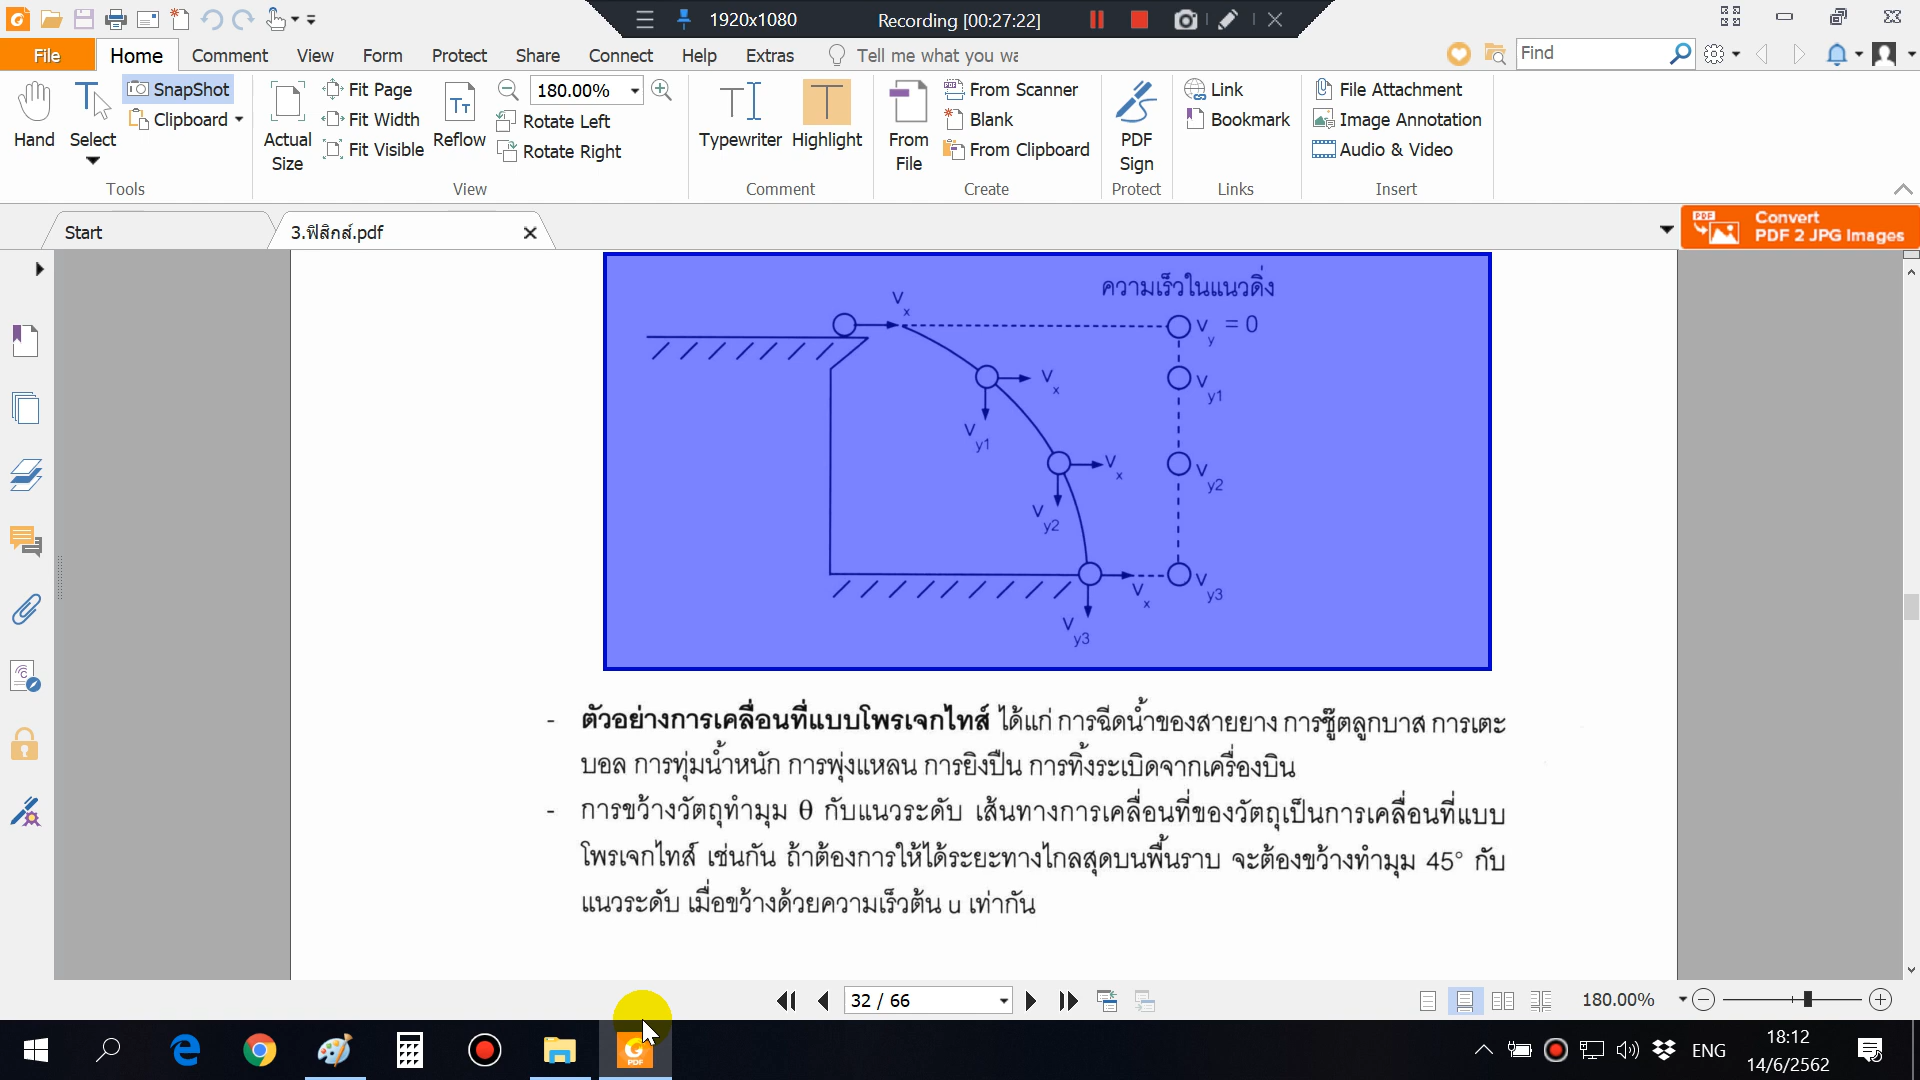 1920x1080
Recording [00:27:22]
File
Home
Comment
View
Form
Protect
Share
Connect
Help
Extras
Tell me what you wa
Find
Hand
Select
SnapShot
Clipboard
Tools
Actual Size
Fit Page
Fit Width
Fit Visible
Reflow
180.00%
Rotate Left
Rotate Right
View
Typewriter
Highlight
Comment
From File
From Scanner
Blank
From Clipboard
Create
PDF Sign
Protect
Link
Bookmark
Links
File Attachment
Image Annotation
Audio & Video
Insert
Start
3.ฟิสิกส์.pdf
PDF
Convert
PDF 2 JPG Images
ความเร็วในแนวดิ่ง
Vx
Vy = 0
Vx
Vy1
Vy1
Vx
Vy2
Vy2
Vx
Vy3
Vy3
- ตัวอย่างการเคลื่อนที่แบบโพรเจกไทล์ ได้แก่ การฉีดน้ำของสายยาง การชู๊ตลูกบาส การเตะ
บอล การทุ่มน้ำหนัก การพุ่งแหลน การยิงปืน การทิ้งระเบิดจากเครื่องบิน
- การขว้างวัตถุทำมุม θ กับแนวระดับ เส้นทางการเคลื่อนที่ของวัตถุเป็นการเคลื่อนที่แบบ
โพรเจกไทล์ เช่นกัน ถ้าต้องการให้ได้ระยะทางไกลสุดบนพื้นราบ จะต้องขว้างทำมุม 45° กับ
แนวระดับ เมื่อขว้างด้วยความเร็วต้น u เท่ากัน
32 / 66
180.00%
PDF
ENG
18:12
14/6/2562